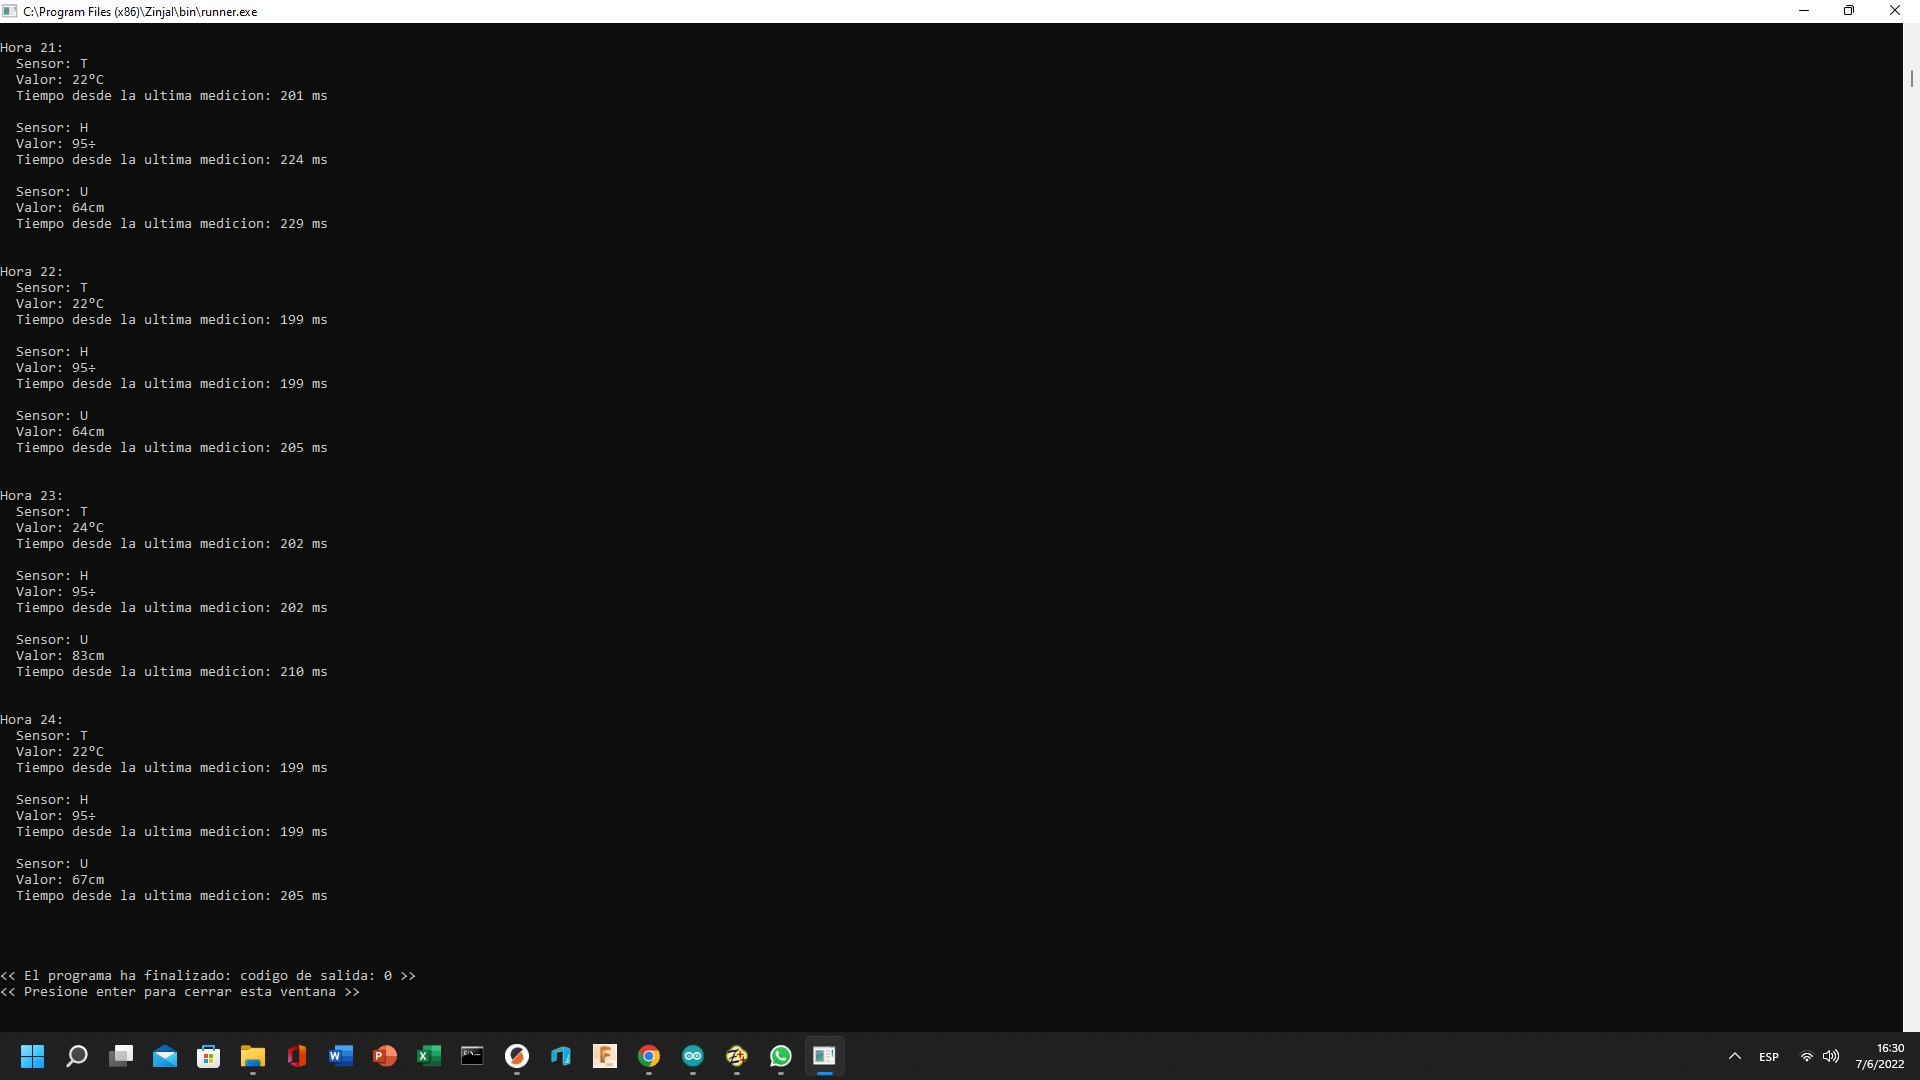 C:\Program Files (x86)\Zinjal\bin\runner.exe
Hora 21:
Sensor: T
Valor: 22ºC
Tiempo desde la ultima medicion: 201 ms
Sensor: H
Valor: 95÷
Tiempo desde la ultima medicion: 224 ms
Sensor: U
Valor: 64cm
Tiempo desde la ultima medicion: 229 ms
Hora 22:
Sensor: T
Valor: 22ºC
Tiempo desde la ultima medicion: 199 ms
Sensor: H
Valor: 95÷
Tiempo desde la ultima medicion: 199 ms
Sensor: U
Valor: 64cm
Tiempo desde la ultima medicion: 205 ms
Hora 23:
Sensor: T
Valor: 24ºC
Tiempo desde la ultima medicion: 202 ms
Sensor: H
Valor: 95÷
Tiempo desde la ultima medicion: 202 ms
Sensor: U
Valor: 83cm
Tiempo desde la ultima medicion: 210 ms
Hora 24:
Sensor: T
Valor: 22ºC
Tiempo desde la ultima medicion: 199 ms
Sensor: H
Valor: 95÷
Tiempo desde la ultima medicion: 199 ms
Sensor: U
Valor: 67cm
Tiempo desde la ultima medicion: 205 ms
<< El programa ha finalizado: codigo de salida: 0 >>
<< Presione enter para cerrar esta ventana >>
ESP
16:30
7/6/2022